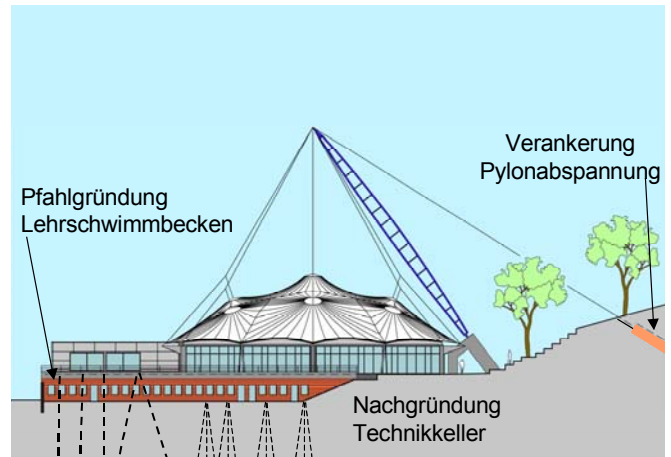 Verankerung
Pylonabspannung
Pfahlgründung
Lehrschwimmbecken
Nachgründung
Technikkeller